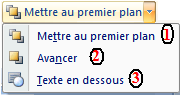 Mettre au premier plan
Mettre au premier plan 1
Avancer 2
Texte en dessous 3